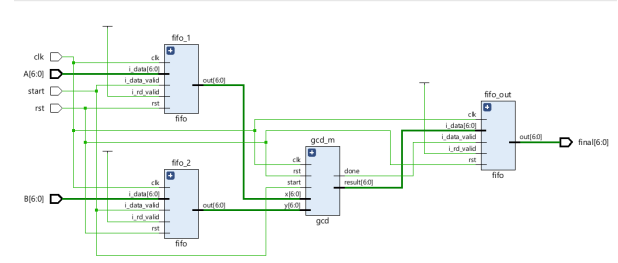 clk
A[6:0]
start
rst
B[6:0]
fifo_1
clk
i_data[6:0]
i_data_valid
i_rd_valid
rst
out[6:0]
fifo
fifo_2
clk
i_data[6:0]
i_data_valid
i_rd_valid
rst
out[6:0]
fifo
gcd_m
clk
rst
start
x[6:0]
y[6:0]
done
result[6:0]
gcd
fifo_out
clk
i_data[6:0]
i_data_valid
i_rd_valid
rst
out[6:0]
fifo
final[6:0]